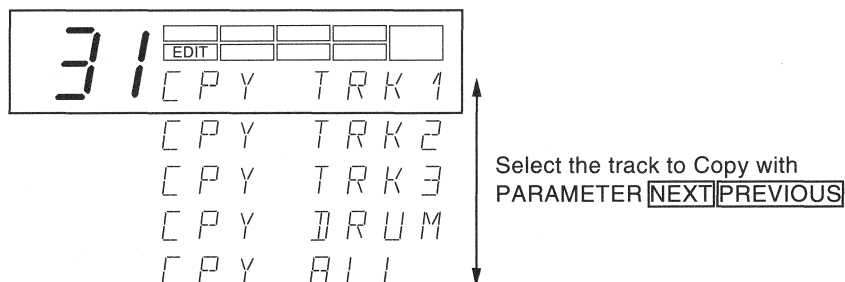 31
EDIT
CPY TRK1
CPY TRK2
CPY TRK3
CPY DRUM
CPY ALL
Select the track to Copy with
PARAMETER NEXT PREVIOUS